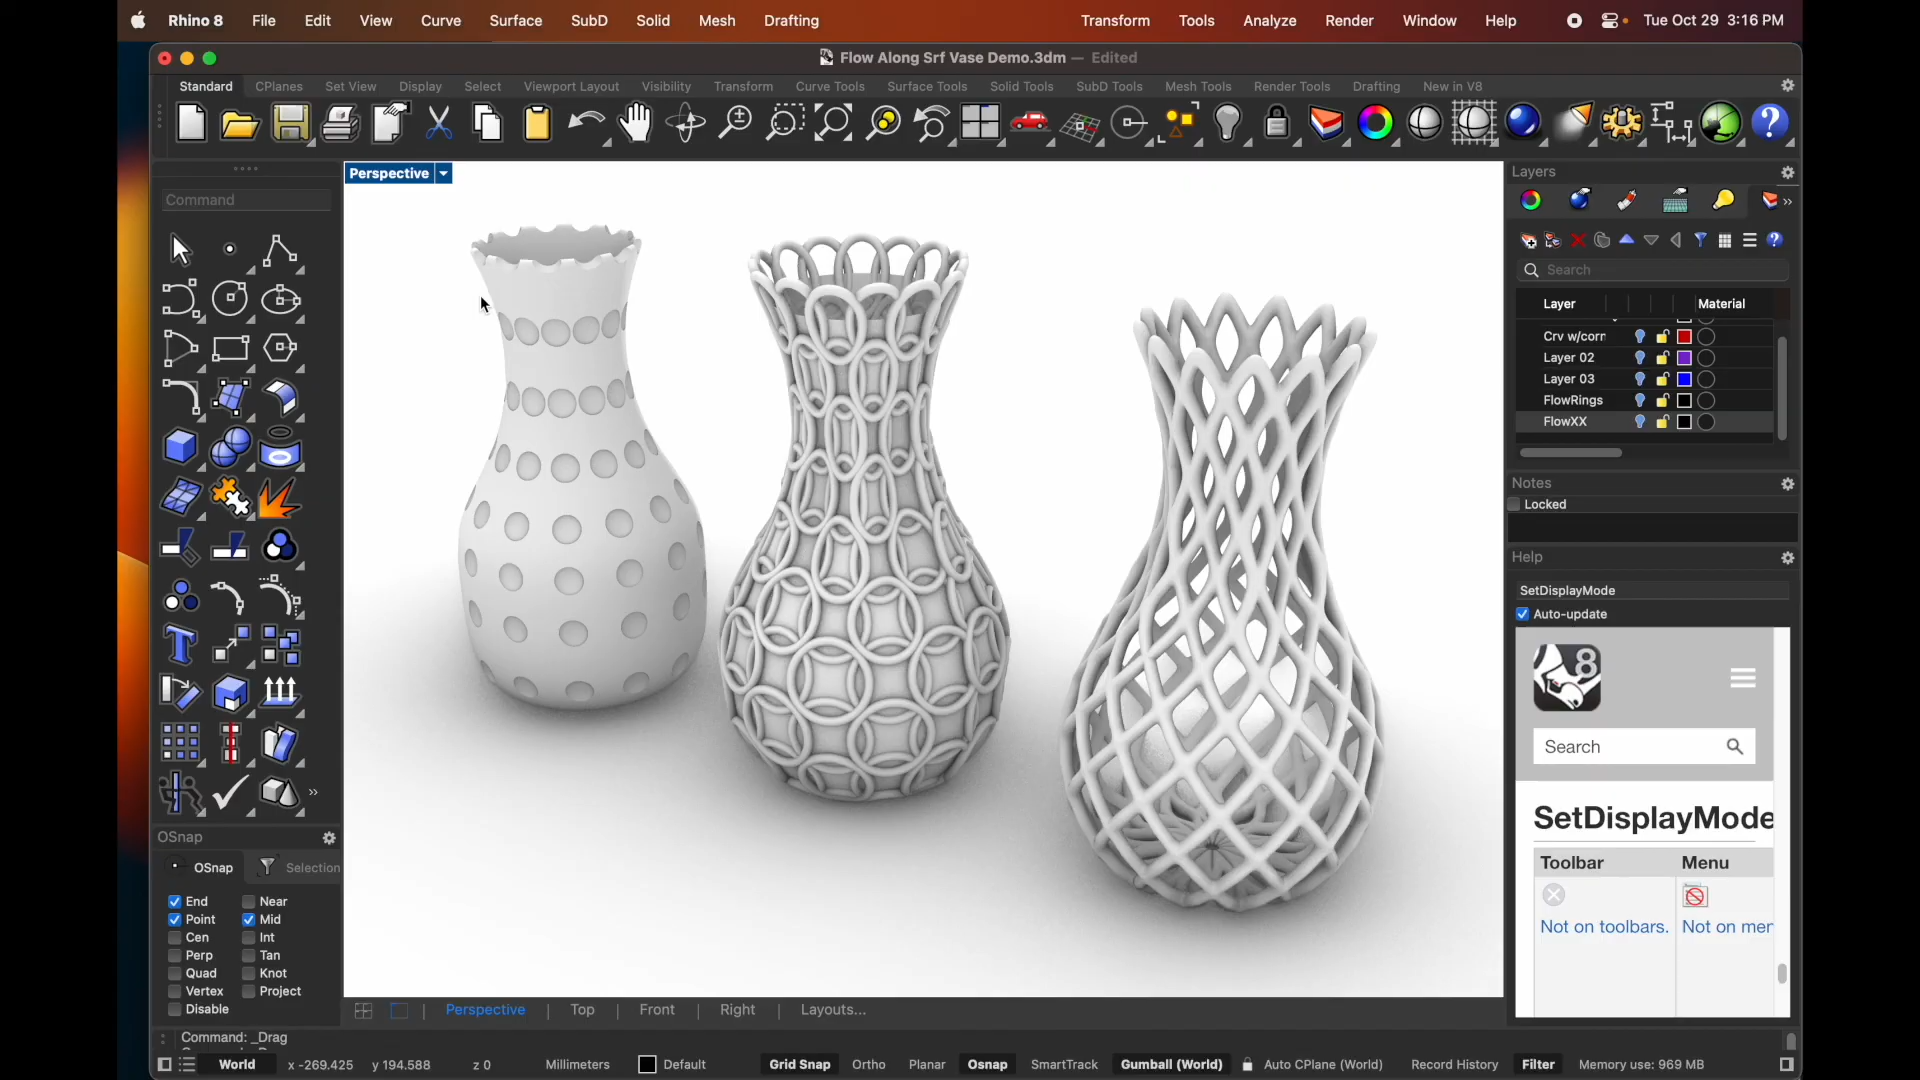 Rhino 8 File Edit View Curve Surface SubD Solid Mesh Drafting Transform Tools Analyze Render Window Help Tue Oct 29 3:16 PM
Flow Along Srf Vase Demo.3dm — Edited
Standard CPlanes Set View Display Select Viewport Layout Visibility Transform Curve Tools Surface Tools Solid Tools SubD Tools Mesh Tools Render Tools Drafting New in V8
Command
Perspective
Layers
Search
Layer Material
Crv w/corn
Layer 02
Layer 03
FlowRings
FlowXX
Notes
Locked
Help
SetDisplayMode
Auto-update
8
Search
SetDisplayMode
Toolbar Menu
Not on toolbars. Not on mer
OSnap
OSnap Selection
End Near
Point Mid
Cen Int
Perp Tan
Quad Knot
Vertex Project
Disable
Perspective Top Front Right Layouts...
Command: _Drag
World x -269.425 y 194.588 z 0 Millimeters Default Grid Snap Ortho Planar Osnap SmartTrack Gumball (World) Auto CPlane (World) Record History Filter Memory use: 969 MB